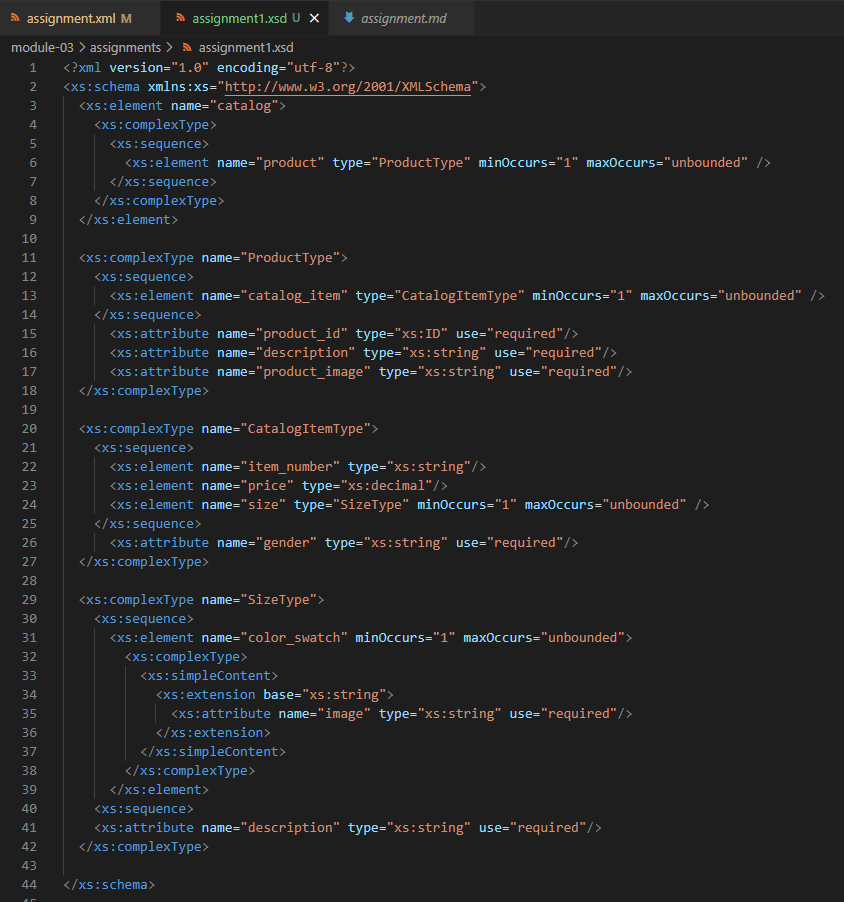 assignment.xml M assignment1.xsd U × assignment.md
module-03 > assignments > assignment1.xsd
1 <?xml version="1.0" encoding="utf-8"?>
2 <xs:schema xmlns:xs="http://www.w3.org/2001/XMLSchema">
3 <xs:element name="catalog">
4 <xs:complexType>
5 <xs:sequence>
6 <xs:element name="product" type="ProductType" minOccurs="1" maxOccurs="unbounded" />
7 </xs:sequence>
8 </xs:complexType>
9 </xs:element>
10
11 <xs:complexType name="ProductType">
12 <xs:sequence>
13 <xs:element name="catalog_item" type="CatalogItemType" minOccurs="1" maxOccurs="unbounded" />
14 </xs:sequence>
15 <xs:attribute name="product_id" type="xs:ID" use="required"/>
16 <xs:attribute name="description" type="xs:string" use="required"/>
17 <xs:attribute name="product_image" type="xs:string" use="required"/>
18 </xs:complexType>
19
20 <xs:complexType name="CatalogItemType">
21 <xs:sequence>
22 <xs:element name="item_number" type="xs:string"/>
23 <xs:element name="price" type="xs:decimal"/>
24 <xs:element name="size" type="SizeType" minOccurs="1" maxOccurs="unbounded" />
25 </xs:sequence>
26 <xs:attribute name="gender" type="xs:string" use="required"/>
27 </xs:complexType>
28
29 <xs:complexType name="SizeType">
30 <xs:sequence>
31 <xs:element name="color_swatch" minOccurs="1" maxOccurs="unbounded">
32 <xs:complexType>
33 <xs:simpleContent>
34 <xs:extension base="xs:string">
35 <xs:attribute name="image" type="xs:string" use="required"/>
36 </xs:extension>
37 </xs:simpleContent>
38 </xs:complexType>
39 </xs:element>
40 <xs:sequence>
41 <xs:attribute name="description" type="xs:string" use="required"/>
42 </xs:complexType>
43
44 </xs:schema>